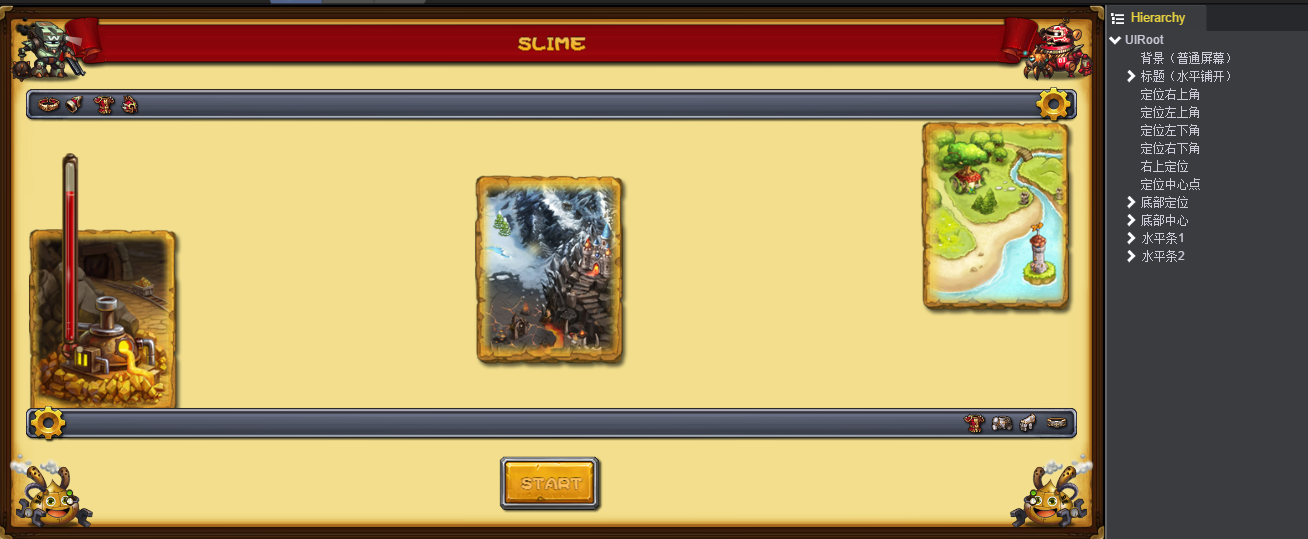 SLIME
START
Hierarchy
UIRoot
背景（普通屏幕）
标题（水平铺开）
定位右上角
定位左上角
定位左下角
定位右下角
右上定位
定位中心点
底部定位
底部中心
水平条1
水平条2